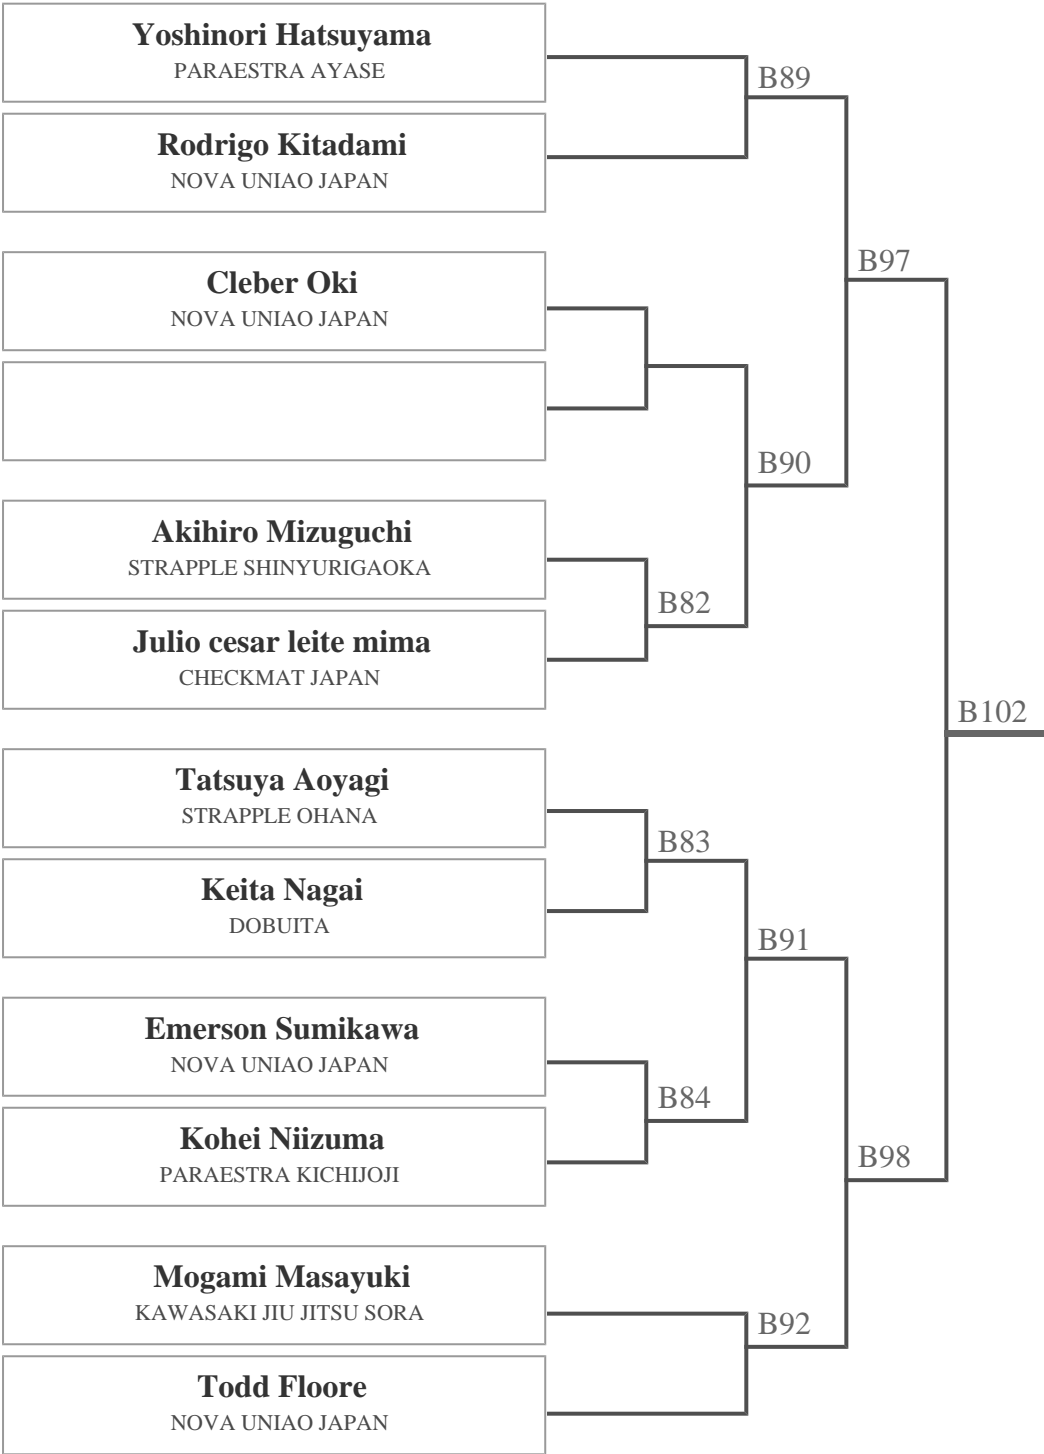 Yoshinori Hatsuyama
PARAESTRA AYASE
B89
Rodrigo Kitadami
NOVA UNIAO JAPAN
B97
Cleber Oki
NOVA UNIAO JAPAN
B90
Akihiro Mizuguchi
STRAPPLE SHINYURIGAOKA
B82
Julio cesar leite mima
CHECKMAT JAPAN
B102
Tatsuya Aoyagi
STRAPPLE OHANA
B83
Keita Nagai
DOBUITA
B91
Emerson Sumikawa
NOVA UNIAO JAPAN
B84
Kohei Niizuma
PARAESTRA KICHIJOJI
B98
Mogami Masayuki
KAWASAKI JIU JITSU SORA
B92
Todd Floore
NOVA UNIAO JAPAN